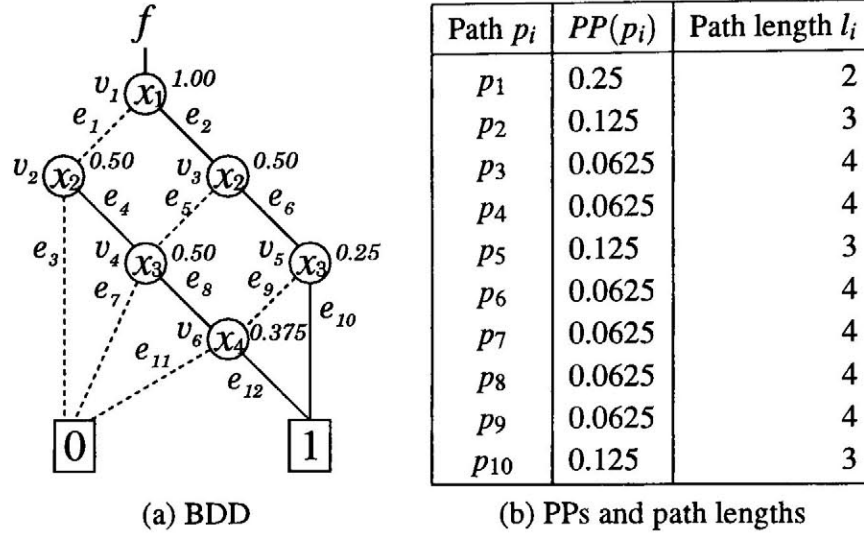 f
v₁ x₁ 1.00
e₁ e₂
v₂ x₂ 0.50 v₃ x₂ 0.50
e₄ e₅ e₆
e₃ v₄ x₃ 0.50 v₅ x₃ 0.25
e₇ e₈ e₉ e₁₀
v₆ x₄ 0.375
e₁₁ e₁₂
0 1
(a) BDD
Path pᵢ PP(pᵢ) Path length lᵢ
p₁ 0.25 2
p₂ 0.125 3
p₃ 0.0625 4
p₄ 0.0625 4
p₅ 0.125 3
p₆ 0.0625 4
p₇ 0.0625 4
p₈ 0.0625 4
p₉ 0.0625 4
p₁₀ 0.125 3
(b) PPs and path lengths